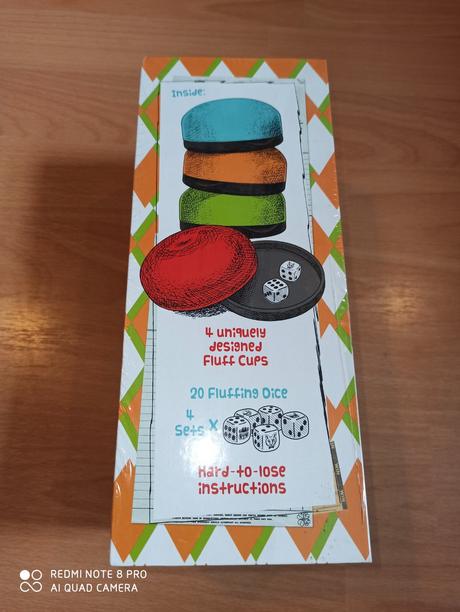 Inside:
4 uniquely
designed
Fluff Cups
20 Fluffing Dice
4
Sets X
Hard-to-lose
instructions
REDMI NOTE 8 PRO
AI QUAD CAMERA